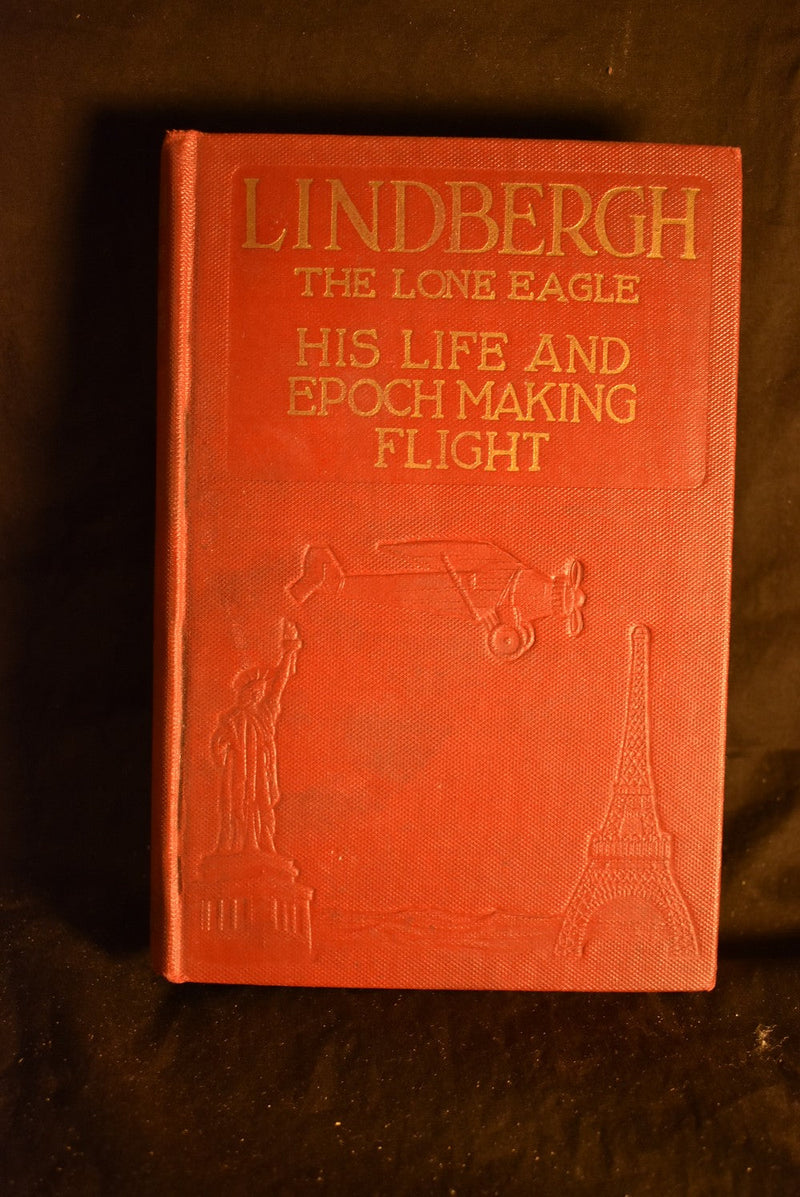 LINDBERGH
THE LONE EAGLE
HIS LIFE AND
EPOCH MAKING
FLIGHT